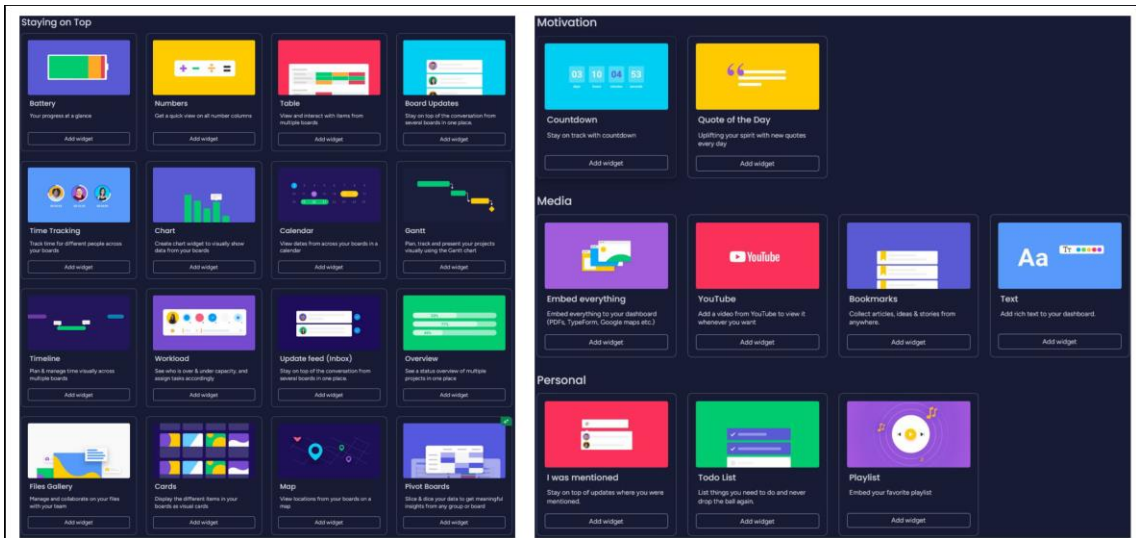 Staying on Top
Battery
Your progress at a glance
Add widget
Numbers
Get a quick view on all number columns
Add widget
Table
View and interact with items from
multiple boards
Add widget
Board Updates
Stay on top of the conversation from
several boards in one place.
Add widget
Time Tracking
Track time for different people across
your boards
Add widget
Chart
Create chart widget to visually show
data from your boards
Add widget
Calendar
View dates from across your boards in a
calendar
Add widget
Gantt
Plan, track and present your projects
visually using the Gantt chart
Add widget
Timeline
Plan & manage time visually across
multiple boards
Add widget
Workload
See who is over & under capacity, and
assign tasks accordingly
Add widget
Update feed (Inbox)
Stay on top of the conversation from
several boards in one place.
Add widget
Overview
See a status overview of multiple
projects in one place
Add widget
Files Gallery
Manage and collaborate on your files
with your team
Add widget
Cards
Display the different items in your
boards as visual cards
Add widget
Map
View locations from your boards on a
map
Add widget
Pivot Boards
Slice & dice your data to get meaningful
insights from any group or board
Add widget
Motivation
03 10 04 53
Countdown
Stay on track with countdown
Add widget
Quote of the Day
Uplifting your spirit with new quotes
every day
Add widget
Media
Embed everything
Embed everything to your dashboard
(PDFs, TypeForm, Google maps etc.)
Add widget
YouTube
YouTube
Add a video from YouTube to view it
whenever you want
Add widget
Bookmarks
Collect articles, ideas & stories from
anywhere.
Add widget
Aa
Text
Add rich text to your dashboard.
Add widget
Personal
I was mentioned
Stay on top of updates where you were
mentioned.
Add widget
Todo List
List things you need to do and never
drop the ball again.
Add widget
Playlist
Embed your favorite playlist
Add widget